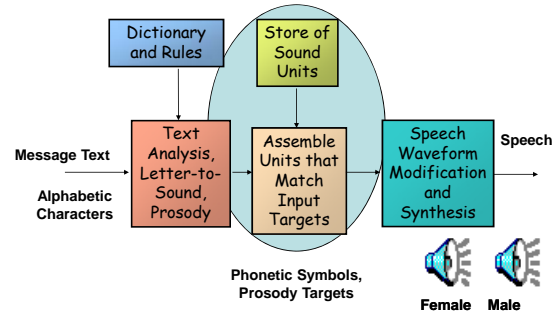 Dictionary
and Rules
Store of
Sound
Units
Message Text
Alphabetic
Characters
Text
Analysis,
Letter-to-
Sound,
Prosody
Assemble
Units that
Match
Input
Targets
Speech
Waveform
Modification
and
Synthesis
Speech
Phonetic Symbols,
Prosody Targets
Female Male